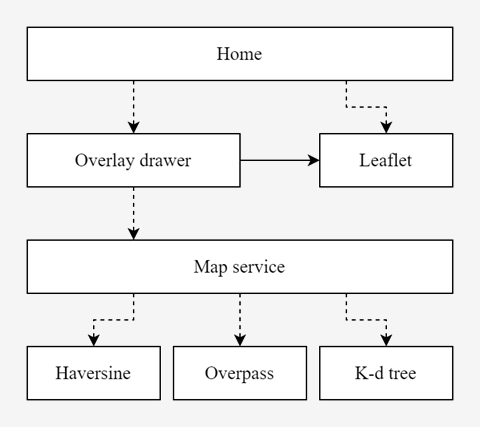 Home
Overlay drawer
Leaflet
Map service
Haversine
Overpass
K-d tree